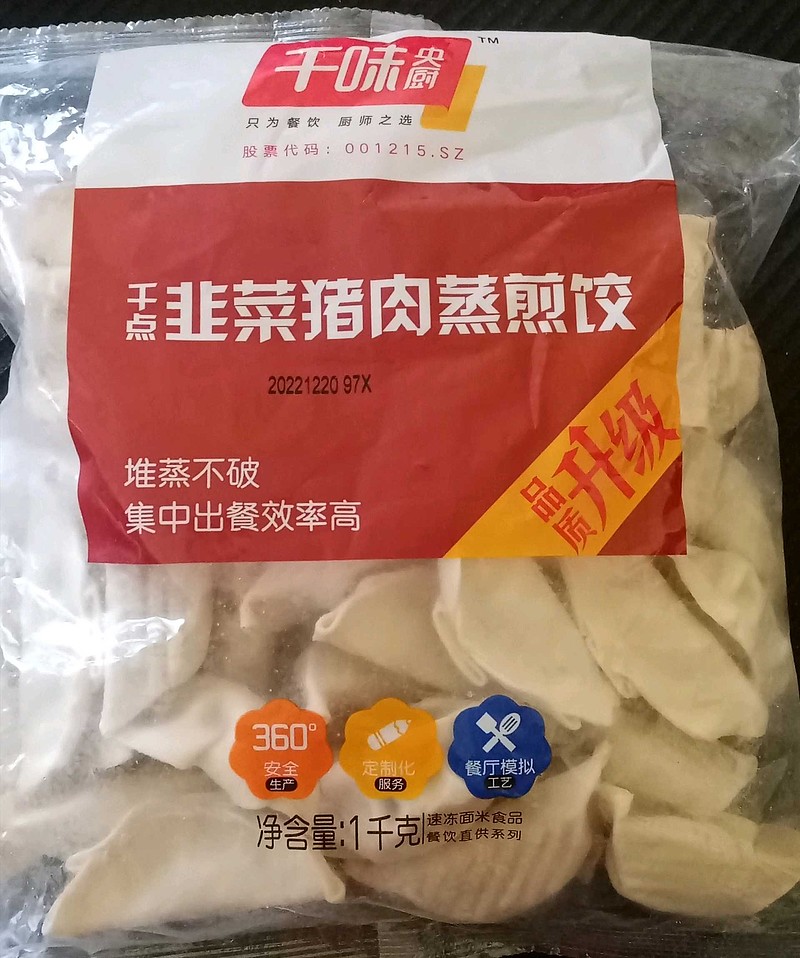 千味央厨 TM
只为餐饮 厨师之选
股票代码：001215.SZ
千点韭菜猪肉蒸煎饺
20221220 97X
堆蒸不破
集中出餐效率高
品质升级
360°
安全
生产
定制化
服务
餐厅模拟
工艺
净含量:1千克
速冻面米食品
餐饮直供系列